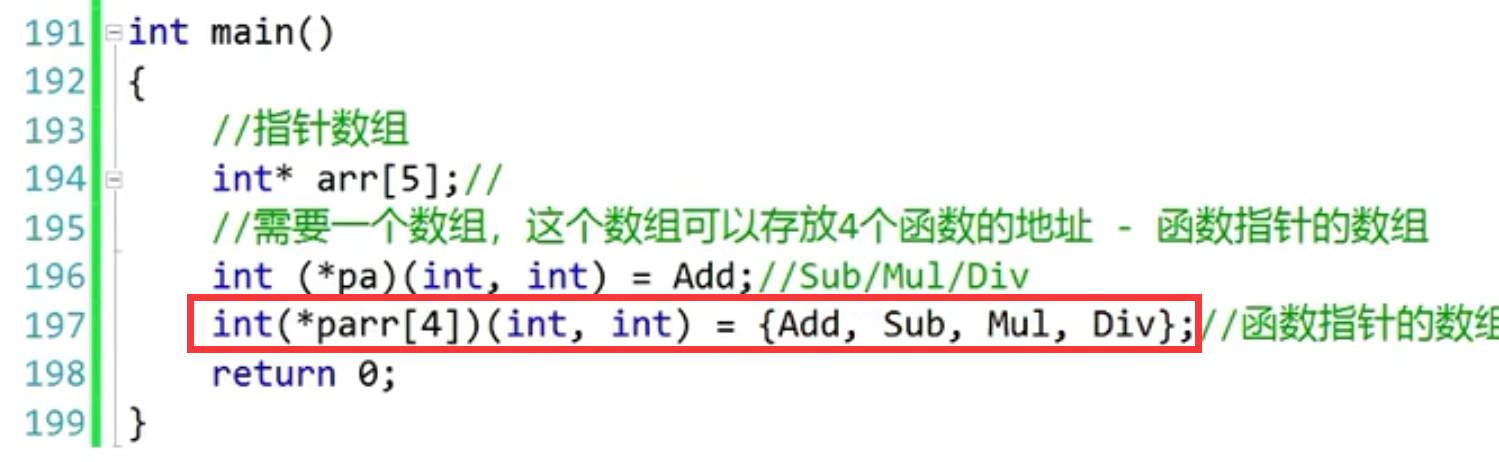 191 int main()
192 {
193 //指针数组
194 int* arr[5];//
195 //需要一个数组，这个数组可以存放4个函数的地址 - 函数指针的数组
196 int (*pa)(int, int) = Add;//Sub/Mul/Div
197 int(*parr[4])(int, int) = {Add, Sub, Mul, Div};//函数指针的数组
198 return 0;
199 }